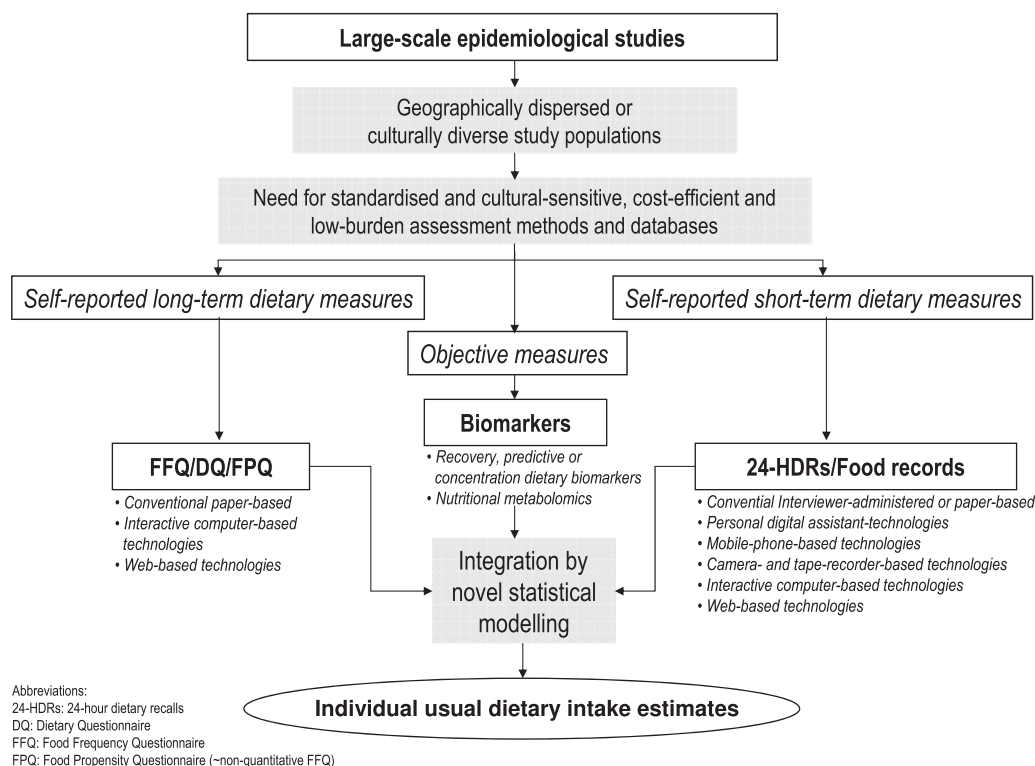 Large-scale epidemiological studies
Geographically dispersed or
culturally diverse study populations
Need for standardised and cultural-sensitive, cost-efficient and
low-burden assessment methods and databases
Self-reported long-term dietary measures
Self-reported short-term dietary measures
Objective measures
Biomarkers
• Recovery, predictive or
concentration dietary biomarkers
• Nutritional metabolomics
FFQ/DQ/FPQ
• Conventional paper-based
• Interactive computer-based
technologies
• Web-based technologies
24-HDRs/Food records
• Convential Interviewer-administered or paper-based
• Personal digital assistant-technologies
• Mobile-phone-based technologies
• Camera- and tape-recorder-based technologies
• Interactive computer-based technologies
• Web-based technologies
Integration by
novel statistical
modelling
Individual usual dietary intake estimates
Abbreviations:
24-HDRs: 24-hour dietary recalls
DQ: Dietary Questionnaire
FFQ: Food Frequency Questionnaire
FPQ: Food Propensity Questionnaire (~non-quantitative FFQ)